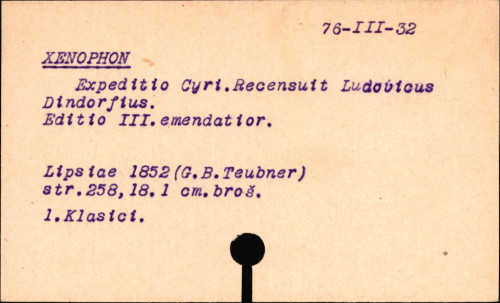 76-III-32
XENOPHON
Expeditio Cyri.Recensuit Ludovicus
Dindorfius.
Editio III.emendatior.
Lipsiae 1852(G.B.Teubner)
str.258,18.1 cm.broš.
1.Klasici.